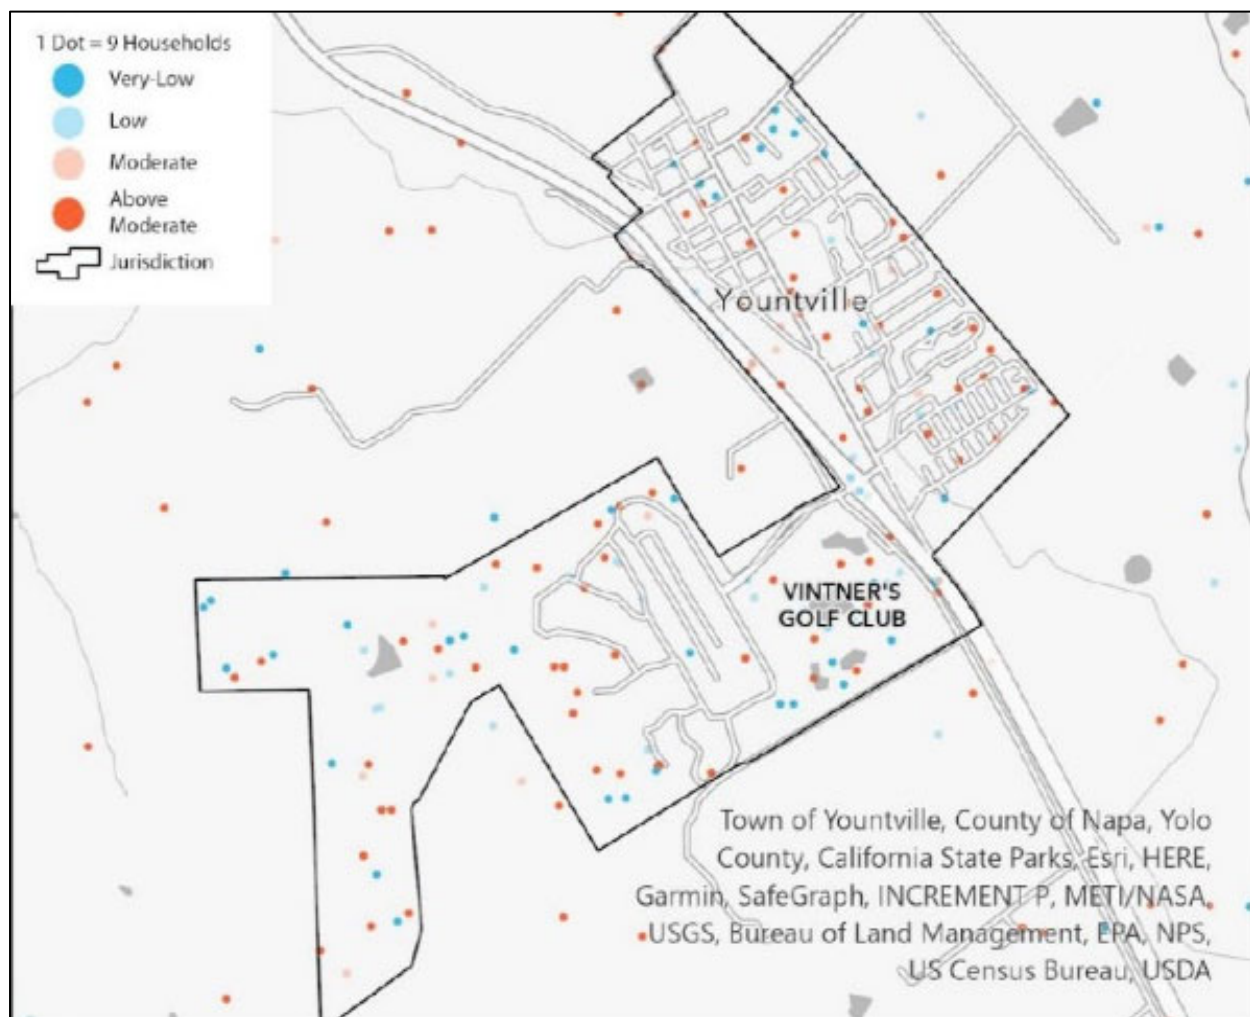 1 Dot = 9 Households
Very-Low
Low
Moderate
Above
Moderate
Jurisdiction
Yountville
VINTNER'S
GOLF CLUB
Town of Yountville, County of Napa, Yolo
County, California State Parks, Esri, HERE,
Garmin, SafeGraph, INCREMENT P, METI/NASA,
USGS, Bureau of Land Management, EPA, NPS,
US Census Bureau, USDA